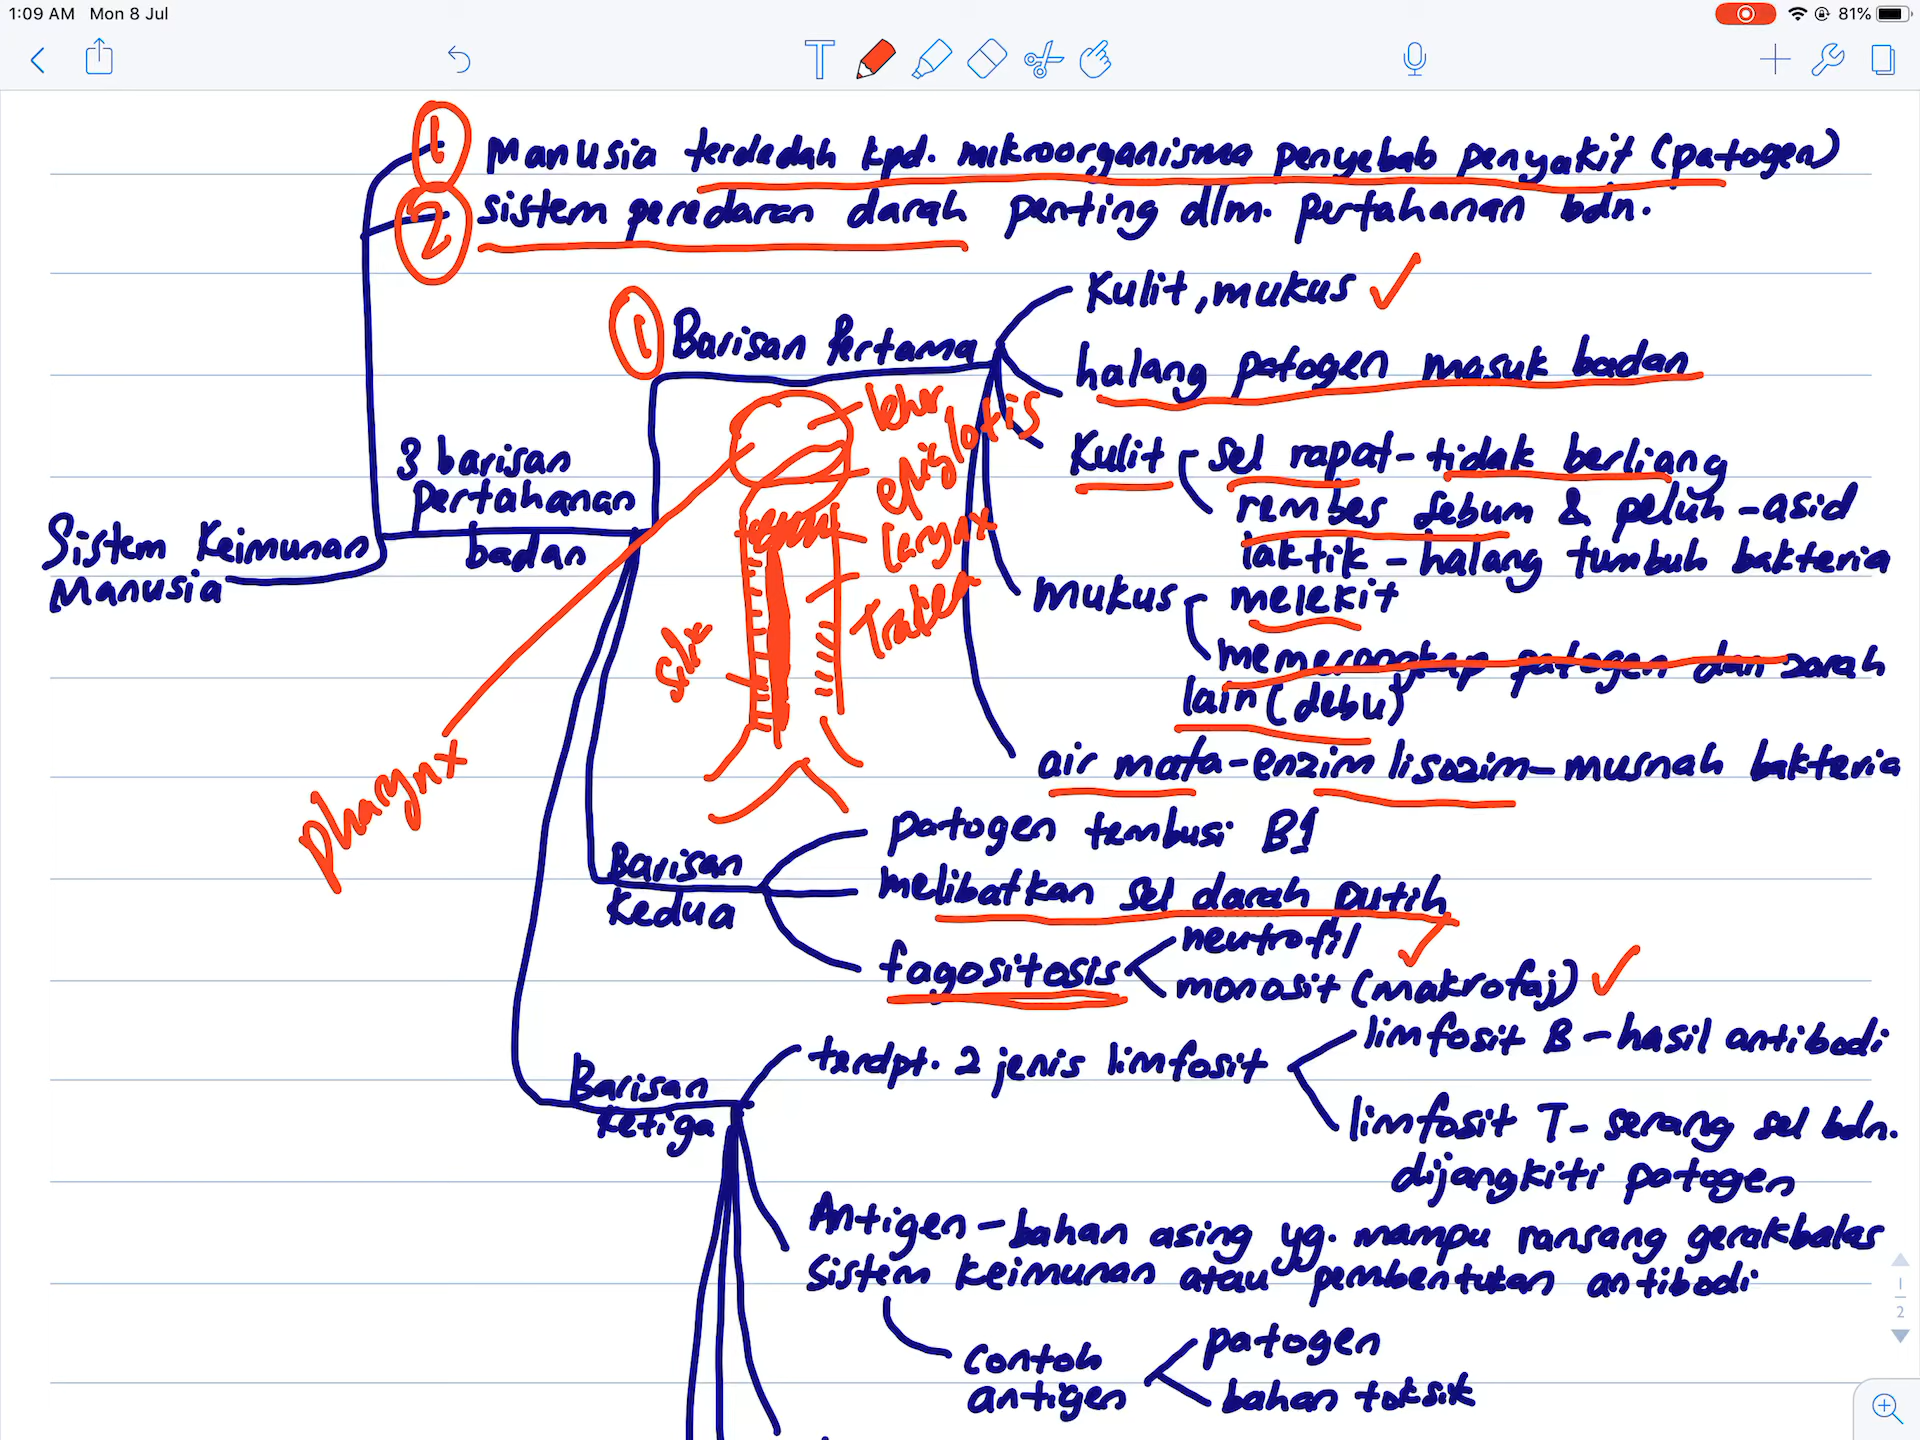 1:09 AM Mon 8 Jul
81%
T
1 Manusia terdedah kpd. mikroorganisma penyebab penyakit (patogen)
2 sistem peredaran darah penting dlm. pertahanan bdn.
Kulit, mukus
1 Barisan Pertama
halang patogen masuk badan
epiglotis
Kulit sel rapat - tidak berliang
3 barisan
pertahanan
badan
rembes sebum & peluh - asid
laktik - halang tumbuh bakteria
larynx
Sistem Keimunan
Manusia
mukus melekit
Trakea
silia
memerangkap patogen dan zarah
lain (debu)
pharynx
air mata - enzim lisozim - musnah bakteria
patogen tembusi B1
Barisan
Kedua
melibatkan sel darah putih
neutrofil
fagositosis
monosit (makrofaj)
limfosit B - hasil antibodi
terdpt. 2 jenis limfosit
Barisan
Ketiga
limfosit T - serang sel bdn.
dijangkiti patogen
Antigen - bahan asing yg. mampu ransang gerakbalas
sistem keimunan atau pembentukan antibodi
1
2
contoh
antigen
patogen
bahan toksik